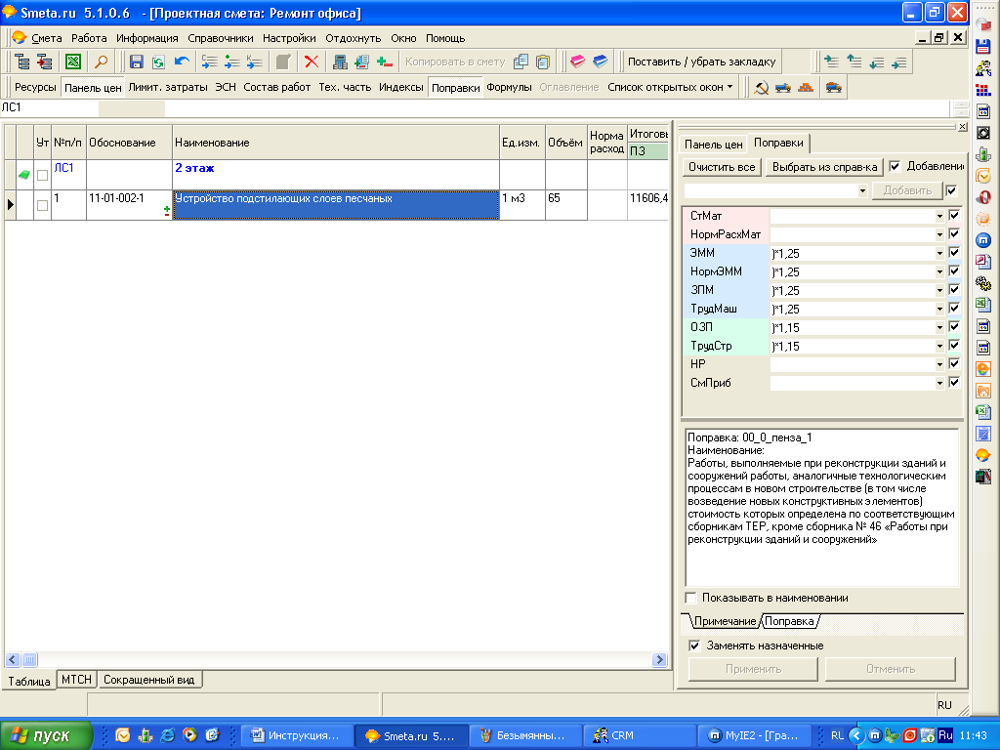 Smeta.ru 5.1.0.6 - [Проектная смета: Ремонт офиса]
Смета Работа Информация Справочники Настройки Отдохнуть Окно Помощь
Копировать в смету Поставить / убрать закладку
Ресурсы Панель цен Лимит. затраты ЭСН Состав работ Тех. часть Индексы Поправки Формулы Оглавление Список открытых окон
ЛС1
Ут №п/п Обоснование Наименование Ед.изм. Объём Норма расход Итоговь
ПЗ
ЛС1 2 этаж
1 11-01-002-1 Устройство подстилающих слоев песчаных 1 м3 65 11606,4
Панель цен Поправки
Очистить все Выбрать из справ-ка Добавлени
Добавить
СтМат
НормРасхМат
ЭММ )*1,25
НормЭММ )*1,25
ЗПМ )*1,25
ТрудМаш )*1,25
ОЗП )*1,15
ТрудСтр )*1,15
НР
СмПриб
Поправка: 00_0_пенза_1
Наименование:
Работы, выполняемые при реконструкции зданий и
сооружений работы, аналогичные технологическим
процессам в новом строительстве (в том числе
возведение новых конструктивных элементов)
стоимость которых определена по соответствующим
сборникам ТЕР, кроме сборника № 46 «Работы при
реконструкции зданий и сооружений»
Показывать в наименовании
Примечание Поправка
Заменять назначенные
Применить Отменить
Таблица МТСН Сокращенный вид
RU
пуск Инструкция... Smeta.ru 5.... Безымянны... CRM MyIE2 - [Гра... RL Ru 11:43